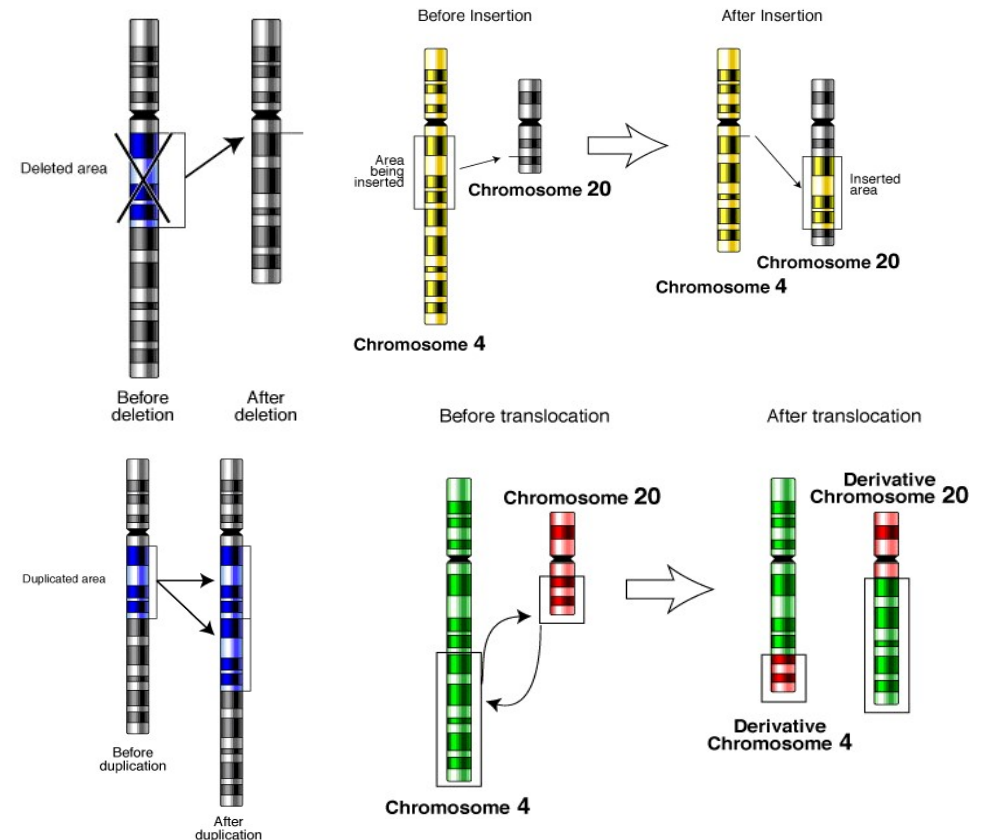 Deleted area
Before
deletion
After
deletion
Before Insertion
After Insertion
Area
being
inserted
Chromosome 20
Chromosome 4
Inserted
area
Chromosome 20
Chromosome 4
Duplicated area
Before
duplication
After
duplication
Before translocation
After translocation
Chromosome 20
Chromosome 4
Derivative
Chromosome 20
Derivative
Chromosome 4